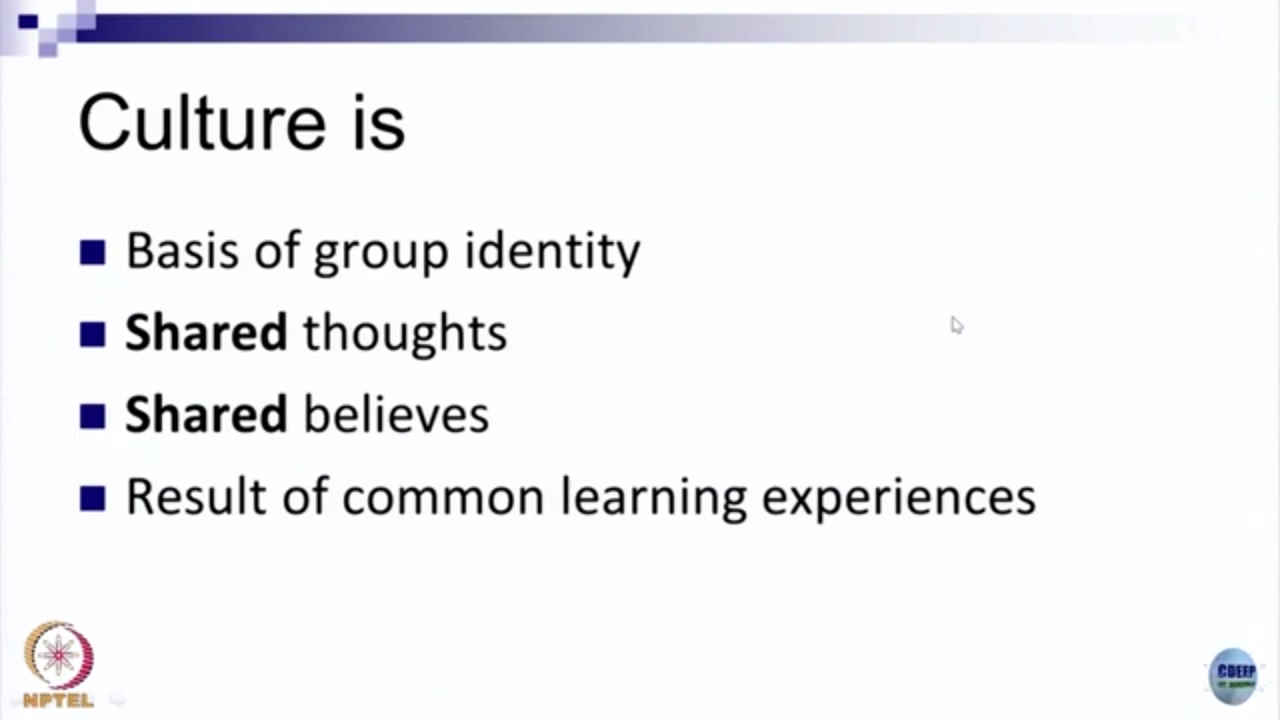 Culture is
Basis of group identity
Shared thoughts
Shared believes
Result of common learning experiences
NPTEL
CDEEP